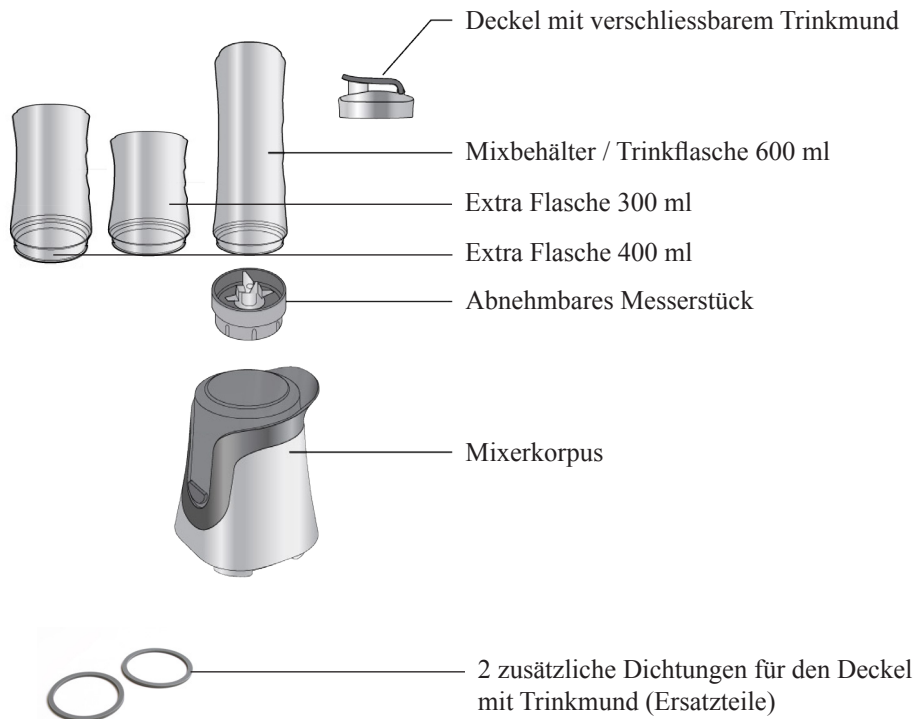 Deckel mit verschliessbarem Trinkmund
Mixbehälter / Trinkflasche 600 ml
Extra Flasche 300 ml
Extra Flasche 400 ml
Abnehmbares Messerstück
Mixerkorpus
2 zusätzliche Dichtungen für den Deckel
mit Trinkmund (Ersatzteile)